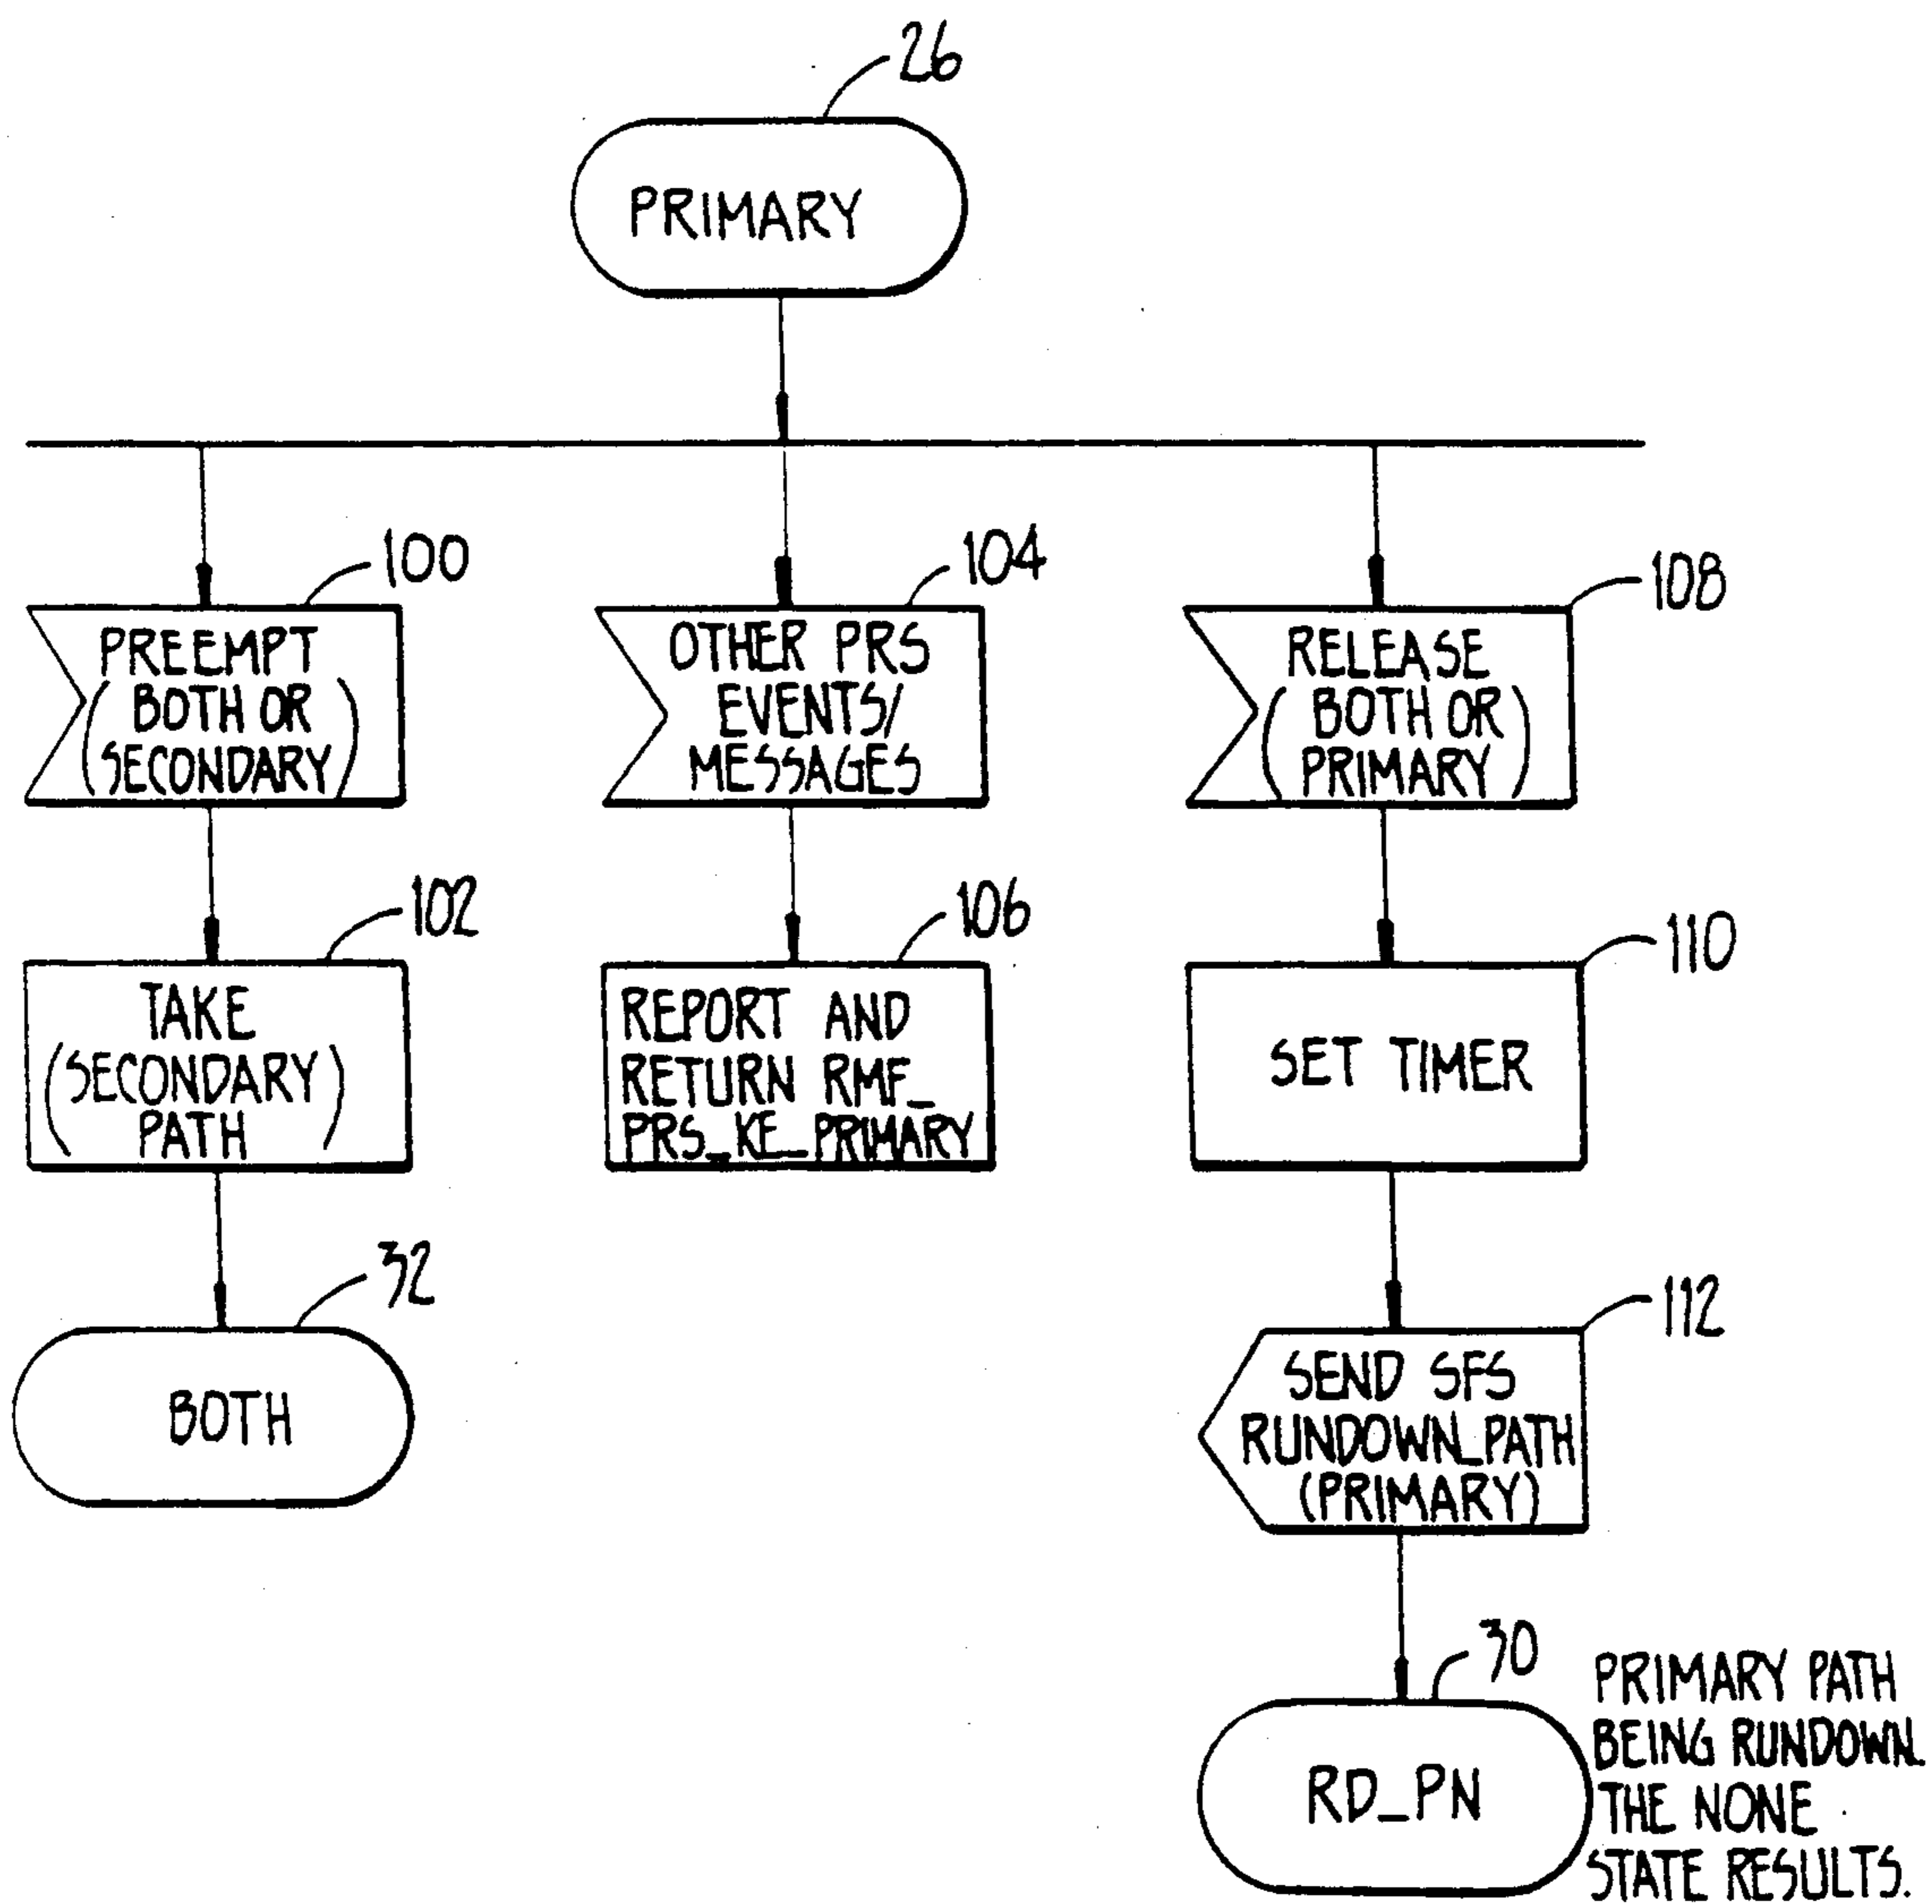 26
PRIMARY
100
PREEMPT
(BOTH OR
SECONDARY)
104
OTHER PRS
EVENTS/
MESSAGES
108
RELEASE
(BOTH OR
PRIMARY)
102
TAKE
(SECONDARY)
PATH
106
REPORT AND
RETURN RMF_
PRS_KE_PRIMARY
110
SET TIMER
32
BOTH
112
SEND SFS
RUNDOWN_PATH
(PRIMARY)
30
RD_PN
PRIMARY PATH
BEING RUNDOWN.
THE NONE
STATE RESULTS.